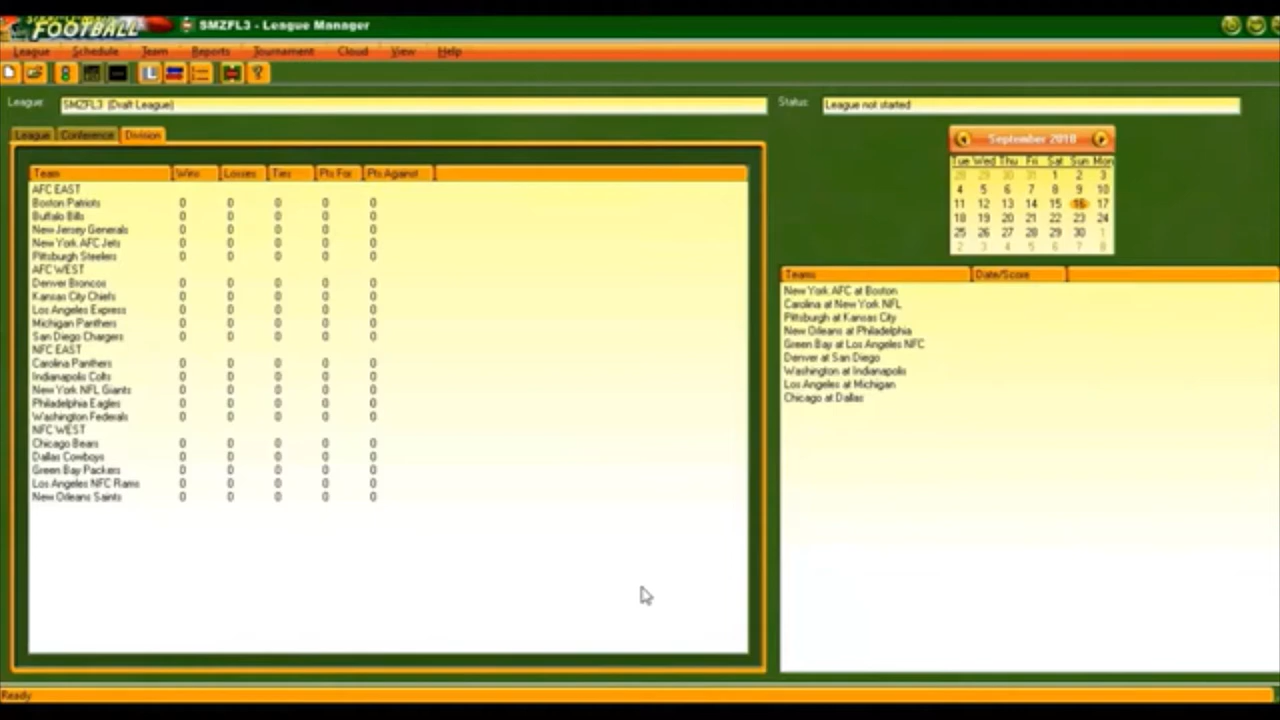 FOOTBALL
SMZFL3 - League Manager
League Schedule Team Reports Tournament Cloud View Help
League: SMZFL3 (Draft League) Status: League not started
League Conference Division
September 2018
Tue Wed Thu Fri Sat Sun Mon
28 29 30 31 1 2 3
4 5 6 7 8 9 10
11 12 13 14 15 16 17
18 19 20 21 22 23 24
25 26 27 28 29 30 1
2 3 4 5 6 7 8
Team Wins Losses Ties Pts For Pts Against
AFC EAST
Boston Patriots 0 0 0 0 0
Buffalo Bills 0 0 0 0 0
New Jersey Generals 0 0 0 0 0
New York AFC Jets 0 0 0 0 0
Pittsburgh Steelers 0 0 0 0 0
AFC WEST
Denver Broncos 0 0 0 0 0
Kansas City Chiefs 0 0 0 0 0
Los Angeles Express 0 0 0 0 0
Michigan Panthers 0 0 0 0 0
San Diego Chargers 0 0 0 0 0
NFC EAST
Carolina Panthers 0 0 0 0 0
Indianapolis Colts 0 0 0 0 0
New York NFL Giants 0 0 0 0 0
Philadelphia Eagles 0 0 0 0 0
Washington Federals 0 0 0 0 0
NFC WEST
Chicago Bears 0 0 0 0 0
Dallas Cowboys 0 0 0 0 0
Green Bay Packers 0 0 0 0 0
Los Angeles NFC Rams 0 0 0 0 0
New Orleans Saints 0 0 0 0 0
Teams Date/Score
New York AFC at Boston
Carolina at New York NFL
Pittsburgh at Kansas City
New Orleans at Philadelphia
Green Bay at Los Angeles NFC
Denver at San Diego
Washington at Indianapolis
Los Angeles at Michigan
Chicago at Dallas
Ready